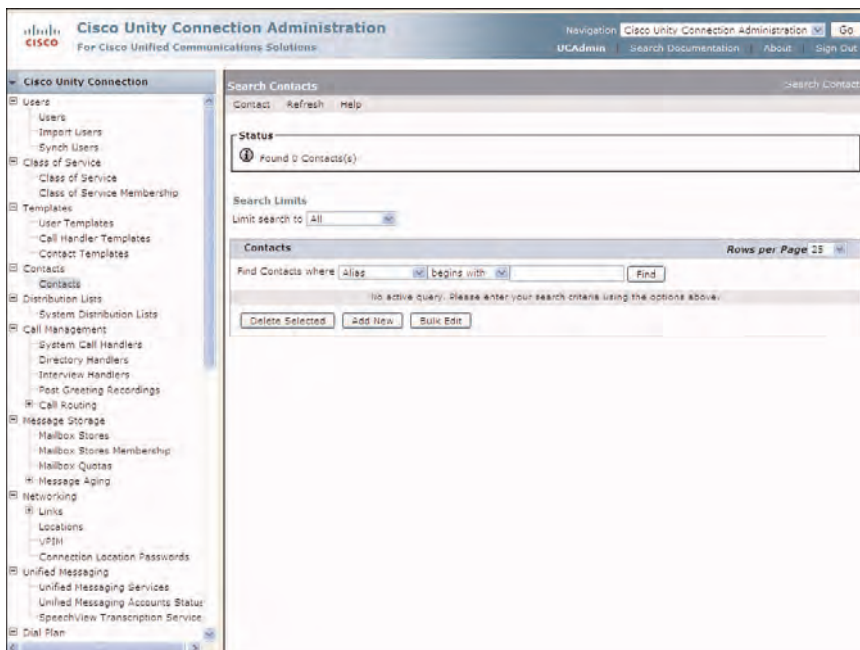 cisco
Cisco Unity Connection Administration
For Cisco Unified Communications Solutions
Navigation Cisco Unity Connection Administration Go
UCAdmin Search Documentation About Sign Out
Cisco Unity Connection
Users
Users
Import Users
Synch Users
Class of Service
Class of Service
Class of Service Membership
Templates
User Templates
Call Handler Templates
Contact Templates
Contacts
Contacts
Distribution Lists
System Distribution Lists
Call Management
System Call Handlers
Directory Handlers
Interview Handlers
Post Greeting Recordings
Call Routing
Message Storage
Mailbox Stores
Mailbox Stores Membership
Mailbox Quotas
Message Aging
Networking
Links
Locations
VPIM
Connection Location Passwords
Unified Messaging
Unified Messaging Services
Unified Messaging Accounts Status
SpeechView Transcription Service
Dial Plan
Search Contacts
Search Contact
Contact Refresh Help
Status
Found 0 Contacts(s)
Search Limits
Limit search to All
Contacts
Rows per Page 25
Find Contacts where Alias begins with Find
No active query. Please enter your search criteria using the options above.
Delete Selected Add New Bulk Edit